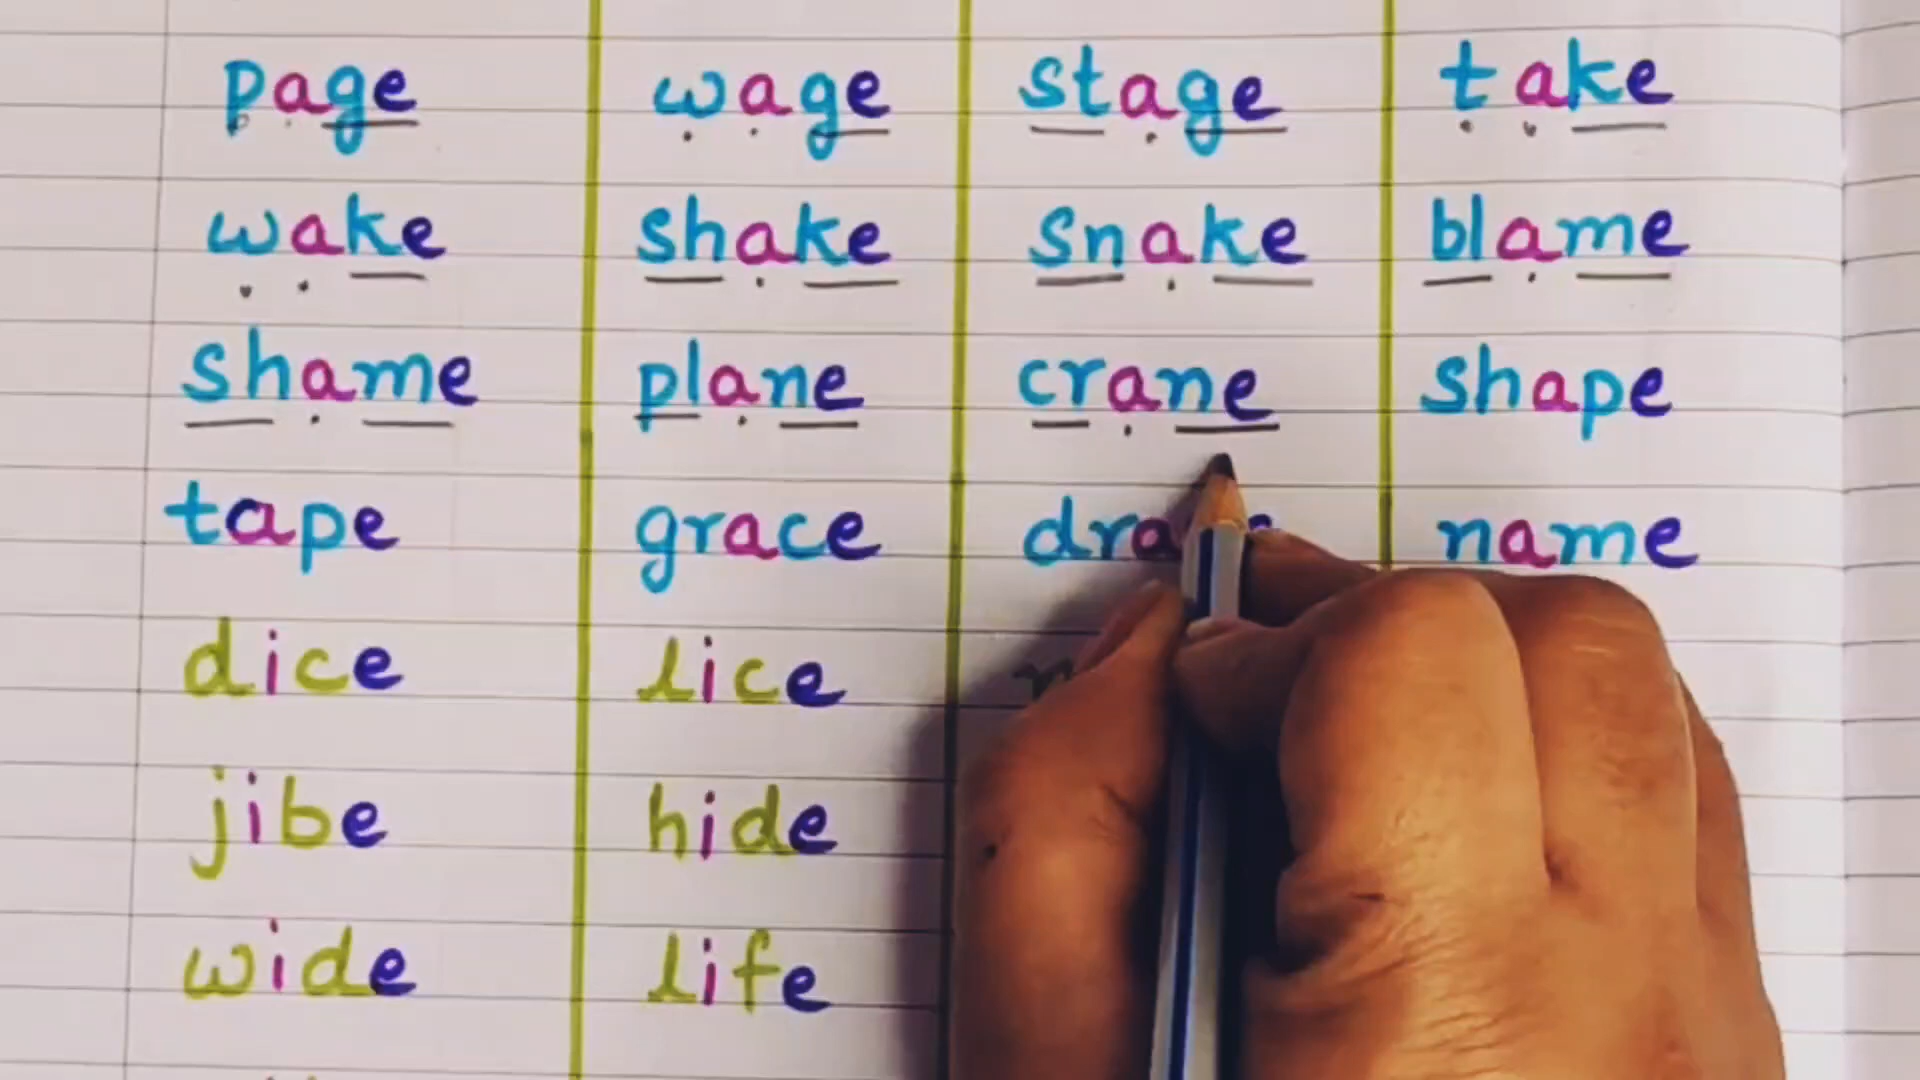 page wage stage take
wake shake snake blame
shame plane crane shape
tape grace name
dice lice
jibe hide
wide life